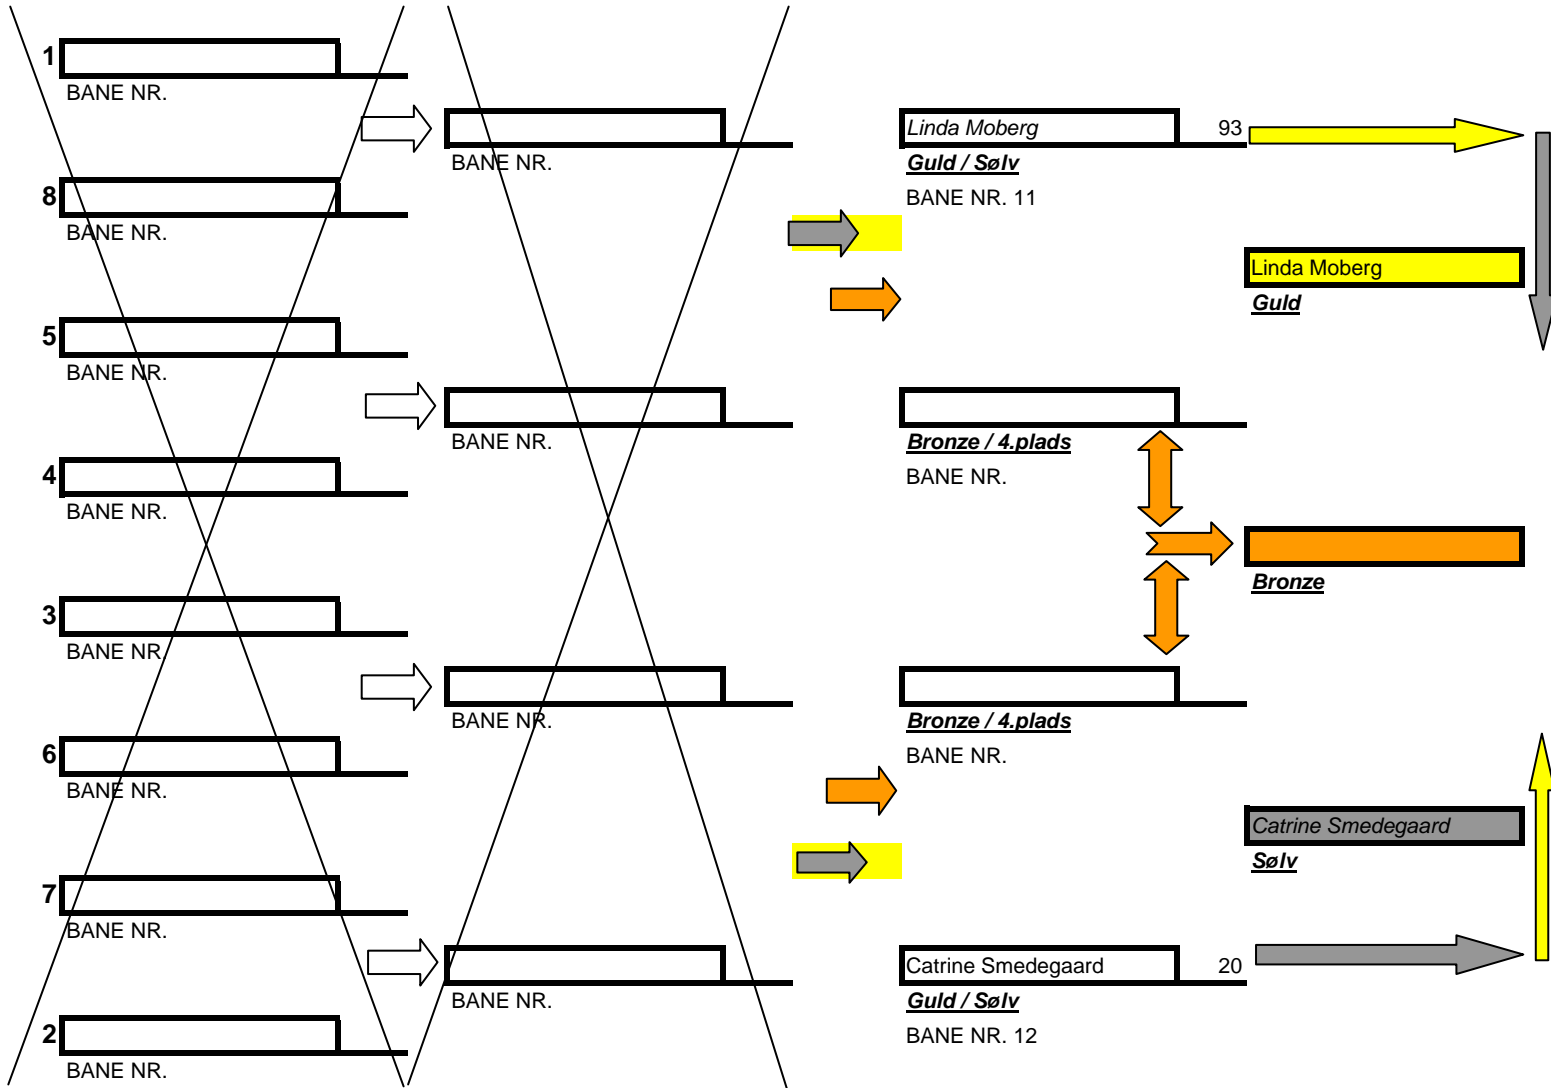 1
BANE NR.
8
BANE NR.
5
BANE NR.
4
BANE NR.
3
BANE NR.
6
BANE NR.
7
BANE NR.
2
BANE NR.
BANE NR.
BANE NR.
BANE NR.
BANE NR.
Linda Moberg 93
Guld / Sølv
BANE NR. 11
Bronze / 4.plads
BANE NR.
Bronze / 4.plads
BANE NR.
Catrine Smedegaard 20
Guld / Sølv
BANE NR. 12
Linda Moberg
Guld
Bronze
Catrine Smedegaard
Sølv